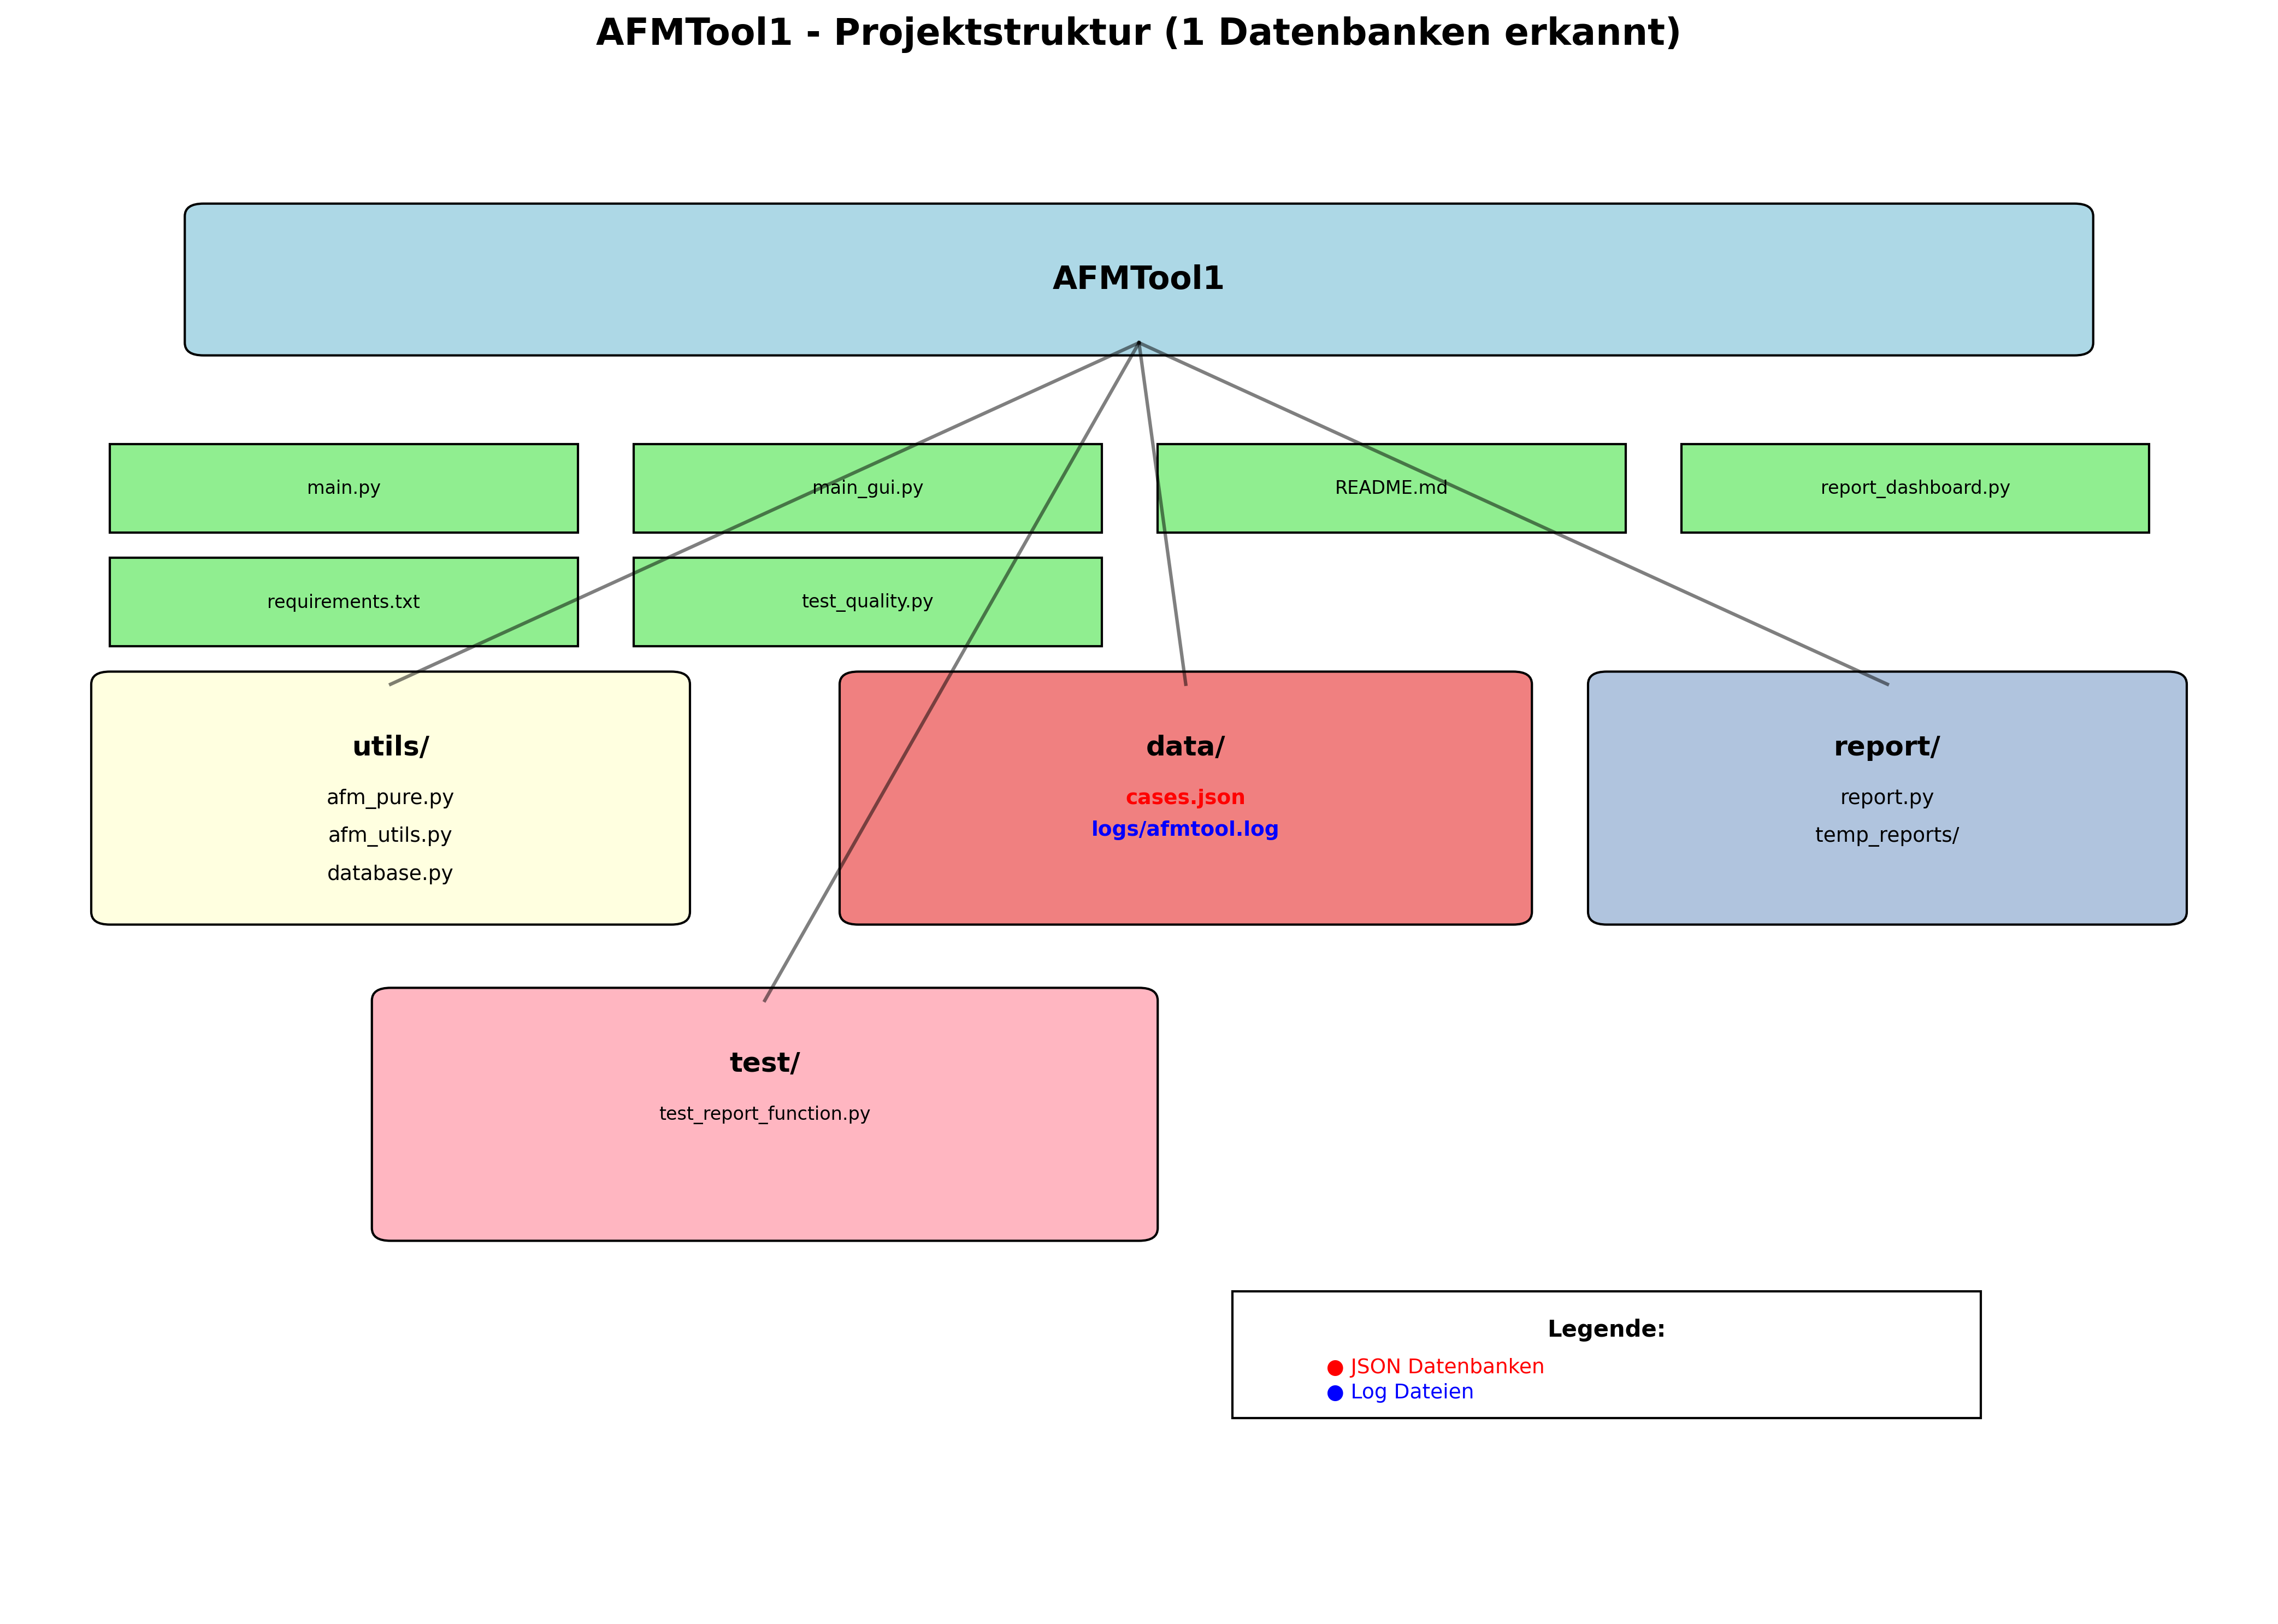 AFMTool1 - Projektstruktur (1 Datenbanken erkannt)
AFMTool1
main.py
main_gui.py
README.md
report_dashboard.py
requirements.txt
test_quality.py
utils/
afm_pure.py
afm_utils.py
database.py
data/
cases.json
logs/afmtool.log
report/
report.py
temp_reports/
test/
test_report_function.py
Legende:
● JSON Datenbanken
● Log Dateien